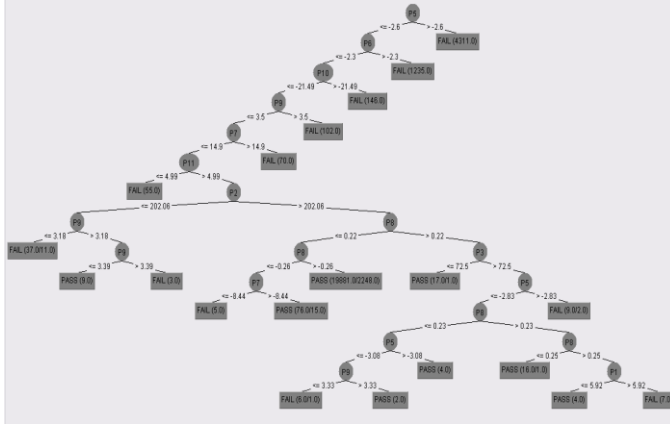 P5
<= -2.6 > -2.6
P6 FAIL (4311.0)
<= -2.3 > -2.3
P10 FAIL (1235.0)
<= -21.49 > -21.49
P9 FAIL (146.0)
<= 3.5 > 3.5
P7 FAIL (102.0)
<= 14.9 > 14.9
P11 FAIL (70.0)
<= 4.99 > 4.99
FAIL (55.0) P2
<= 202.06 > 202.06
P9 P8
<= 3.18 > 3.18 <= 0.22 > 0.22
FAIL (37.0/11.0) P9 P8 P3
<= 3.39 > 3.39 <= -0.26 > -0.26 <= 72.5 > 72.5
PASS (9.0) FAIL (3.0) P7 PASS (19881.0/2248.0) PASS (17.0/1.0) P5
<= -8.44 > -8.44 <= -2.83 > -2.83
FAIL (5.0) PASS (76.0/15.0) P8 FAIL (9.0/2.0)
<= 0.23 > 0.23
P5 P8
<= -3.08 > -3.08 <= 0.25 > 0.25
P9 PASS (4.0) PASS (16.0/1.0) P1
<= 3.33 > 3.33 <= 5.92 > 5.92
FAIL (6.0/1.0) PASS (2.0) PASS (4.0) FAIL (7.0